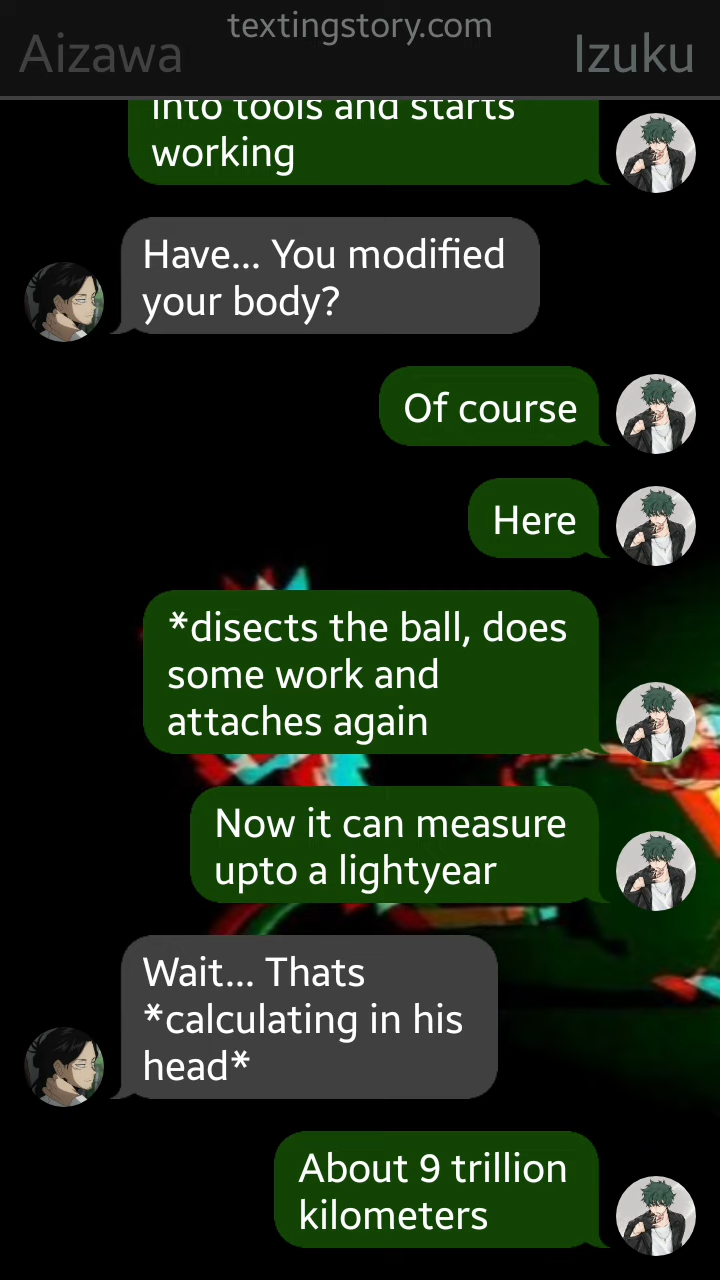 textingstory.com
Aizawa
Izuku
into tools and starts
working
Have... You modified
your body?
Of course
Here
*disects the ball, does
some work and
attaches again
Now it can measure
upto a lightyear
Wait... Thats
*calculating in his
head*
About 9 trillion
kilometers